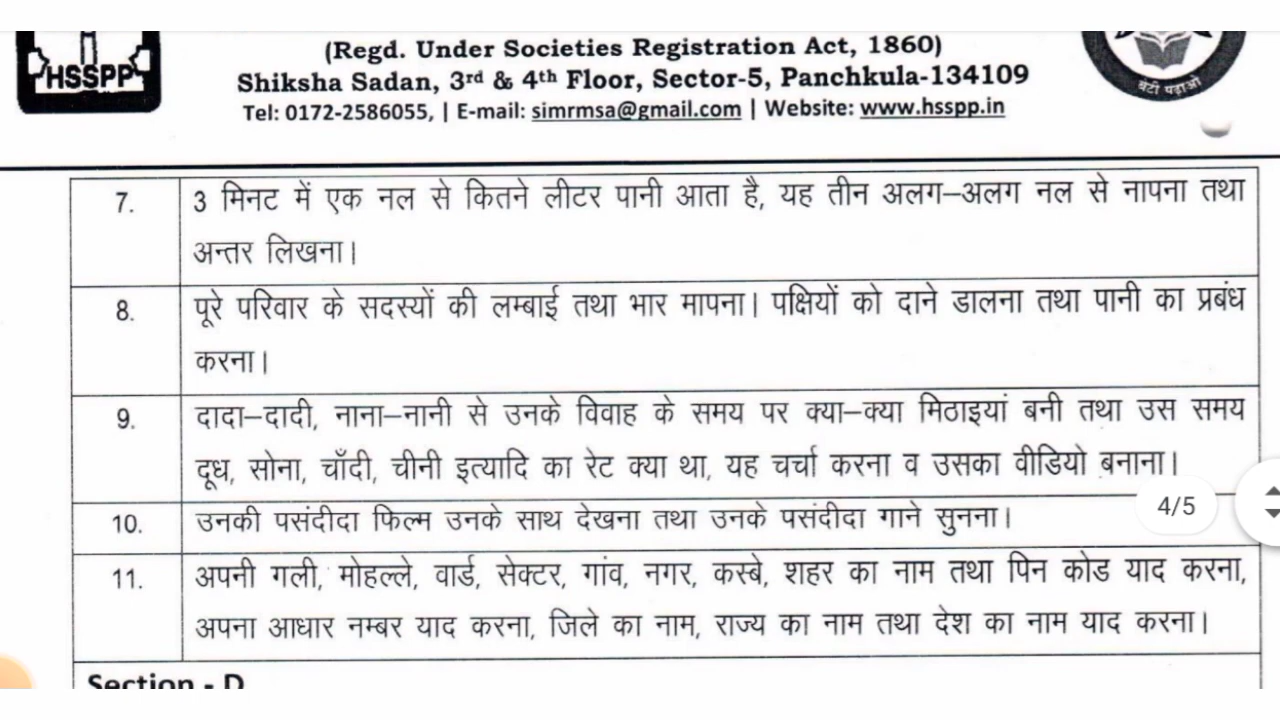 HSSPP
(Regd. Under Societies Registration Act, 1860)
Shiksha Sadan, 3rd & 4th Floor, Sector-5, Panchkula-134109
Tel: 0172-2586055, | E-mail: simrmsa@gmail.com | Website: www.hsspp.in
बेटी पढ़ाओ
7. 3 मिनट में एक नल से कितने लीटर पानी आता है, यह तीन अलग–अलग नल से नापना तथा
अन्तर लिखना।
8. पूरे परिवार के सदस्यों की लम्बाई तथा भार मापना। पक्षियों को दाने डालना तथा पानी का प्रबंध
करना।
9. दादा–दादी, नाना–नानी से उनके विवाह के समय पर क्या–क्या मिठाइयां बनी तथा उस समय
दूध, सोना, चाँदी, चीनी इत्यादि का रेट क्या था, यह चर्चा करना व उसका वीडियो बनाना।
4/5
10. उनकी पसंदीदा फिल्म उनके साथ देखना तथा उनके पसंदीदा गाने सुनना।
11. अपनी गली, मोहल्ले, वार्ड, सेक्टर, गांव, नगर, कस्बे, शहर का नाम तथा पिन कोड याद करना,
अपना आधार नम्बर याद करना, जिले का नाम, राज्य का नाम तथा देश का नाम याद करना।
Section - D